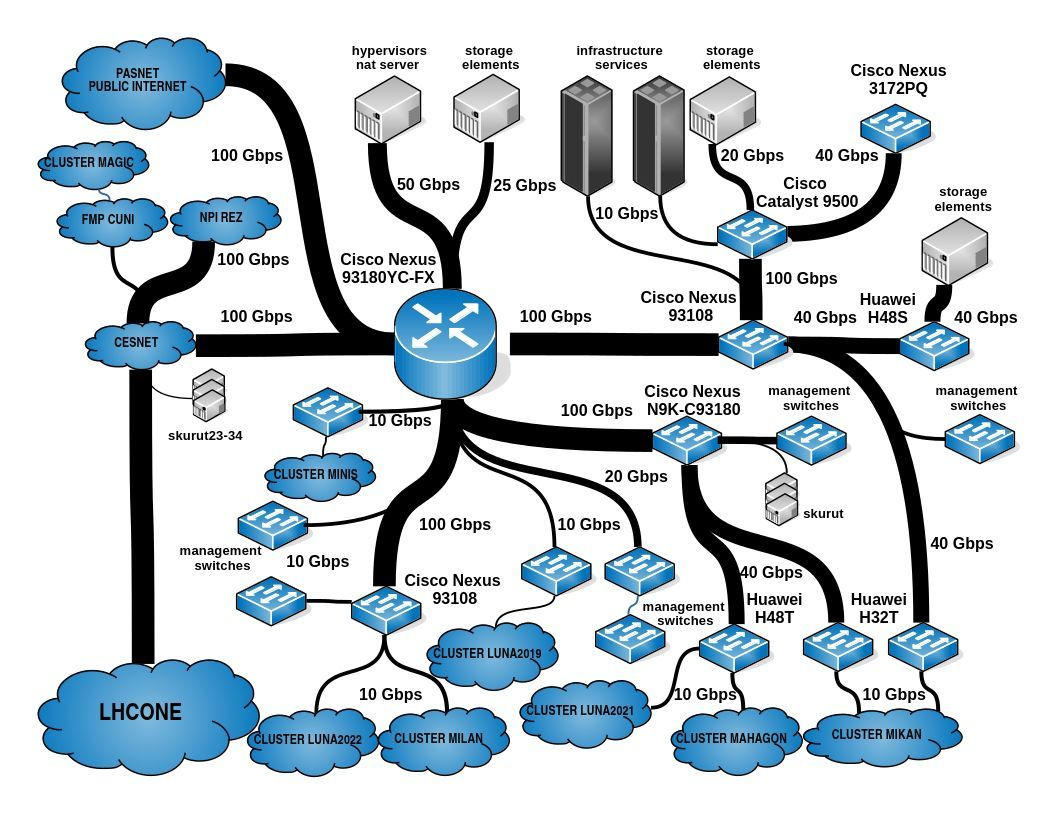 hypervisors
nat server
storage
elements
infrastructure
services
storage
elements
Cisco Nexus
3172PQ
PASNET
PUBLIC INTERNET
100 Gbps
50 Gbps
25 Gbps
20 Gbps
40 Gbps
CLUSTER MAGIC
FMP CUNI
NPI REZ
10 Gbps
Cisco
Catalyst 9500
storage
elements
100 Gbps
Cisco Nexus
93180YC-FX
100 Gbps
Cisco Nexus
93108
Huawei
H48S
100 Gbps
100 Gbps
40 Gbps
40 Gbps
CESNET
skurut23-34
10 Gbps
100 Gbps
Cisco Nexus
N9K-C93180
management
switches
management
switches
CLUSTER MINIS
20 Gbps
skurut
100 Gbps
10 Gbps
management
switches
10 Gbps
40 Gbps
40 Gbps
Cisco Nexus
93108
management
switches
Huawei
H48T
Huawei
H32T
CLUSTER LUNA2019
10 Gbps
10 Gbps
10 Gbps
LHCONE
CLUSTER LUNA2022
CLUSTER MILAN
CLUSTER LUNA2021
CLUSTER MAHAGON
CLUSTER MIKAN